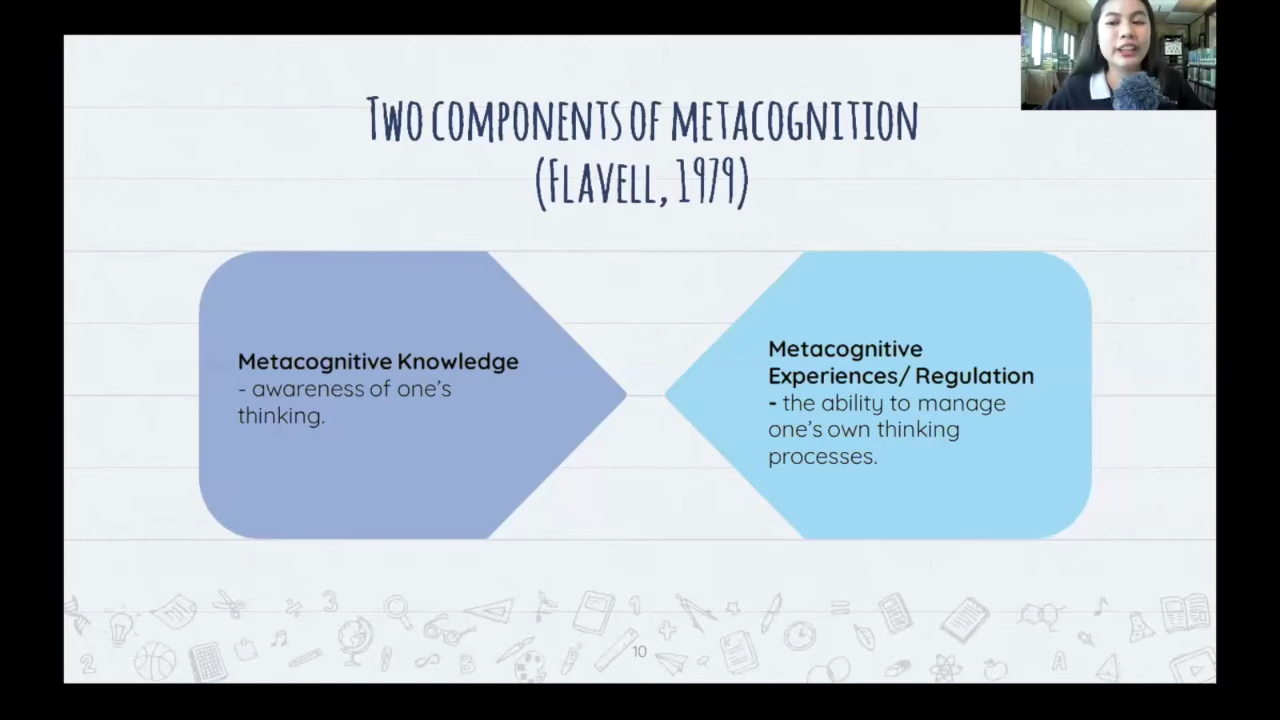 Two components of metacognition
(Flavell, 1979)
Metacognitive Knowledge
- awareness of one’s
thinking.
Metacognitive
Experiences/ Regulation
- the ability to manage
one’s own thinking
processes.
10